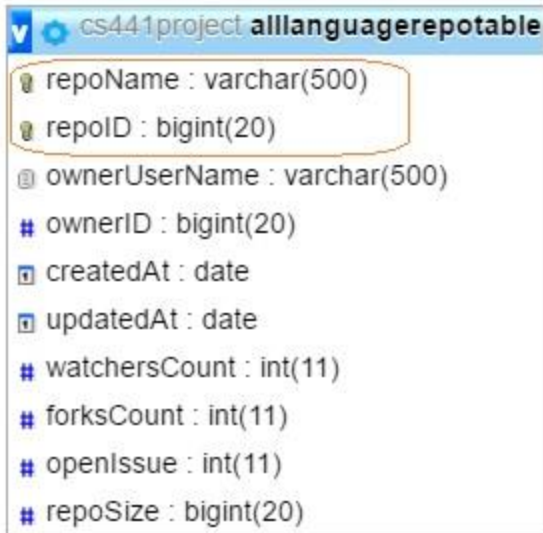 v cs441project alllanguagerepotable
repoName : varchar(500)
repoID : bigint(20)
ownerUserName : varchar(500)
# ownerID : bigint(20)
createdAt : date
updatedAt : date
# watchersCount : int(11)
# forksCount : int(11)
# openIssue : int(11)
# repoSize : bigint(20)